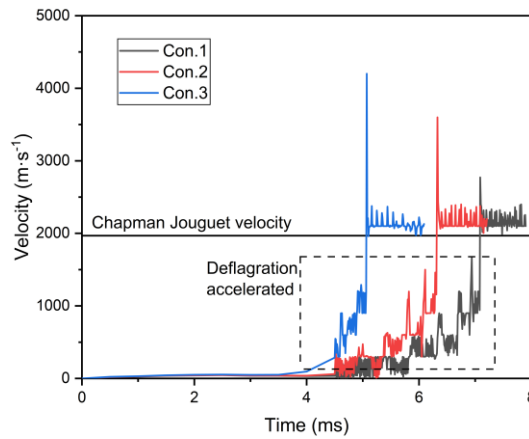 5000
4000
3000
2000
1000
0
Velocity (m·s⁻¹)
Con.1
Con.2
Con.3
Chapman Jouguet velocity
Deflagration
accelerated
0
2
4
6
8
Time (ms)